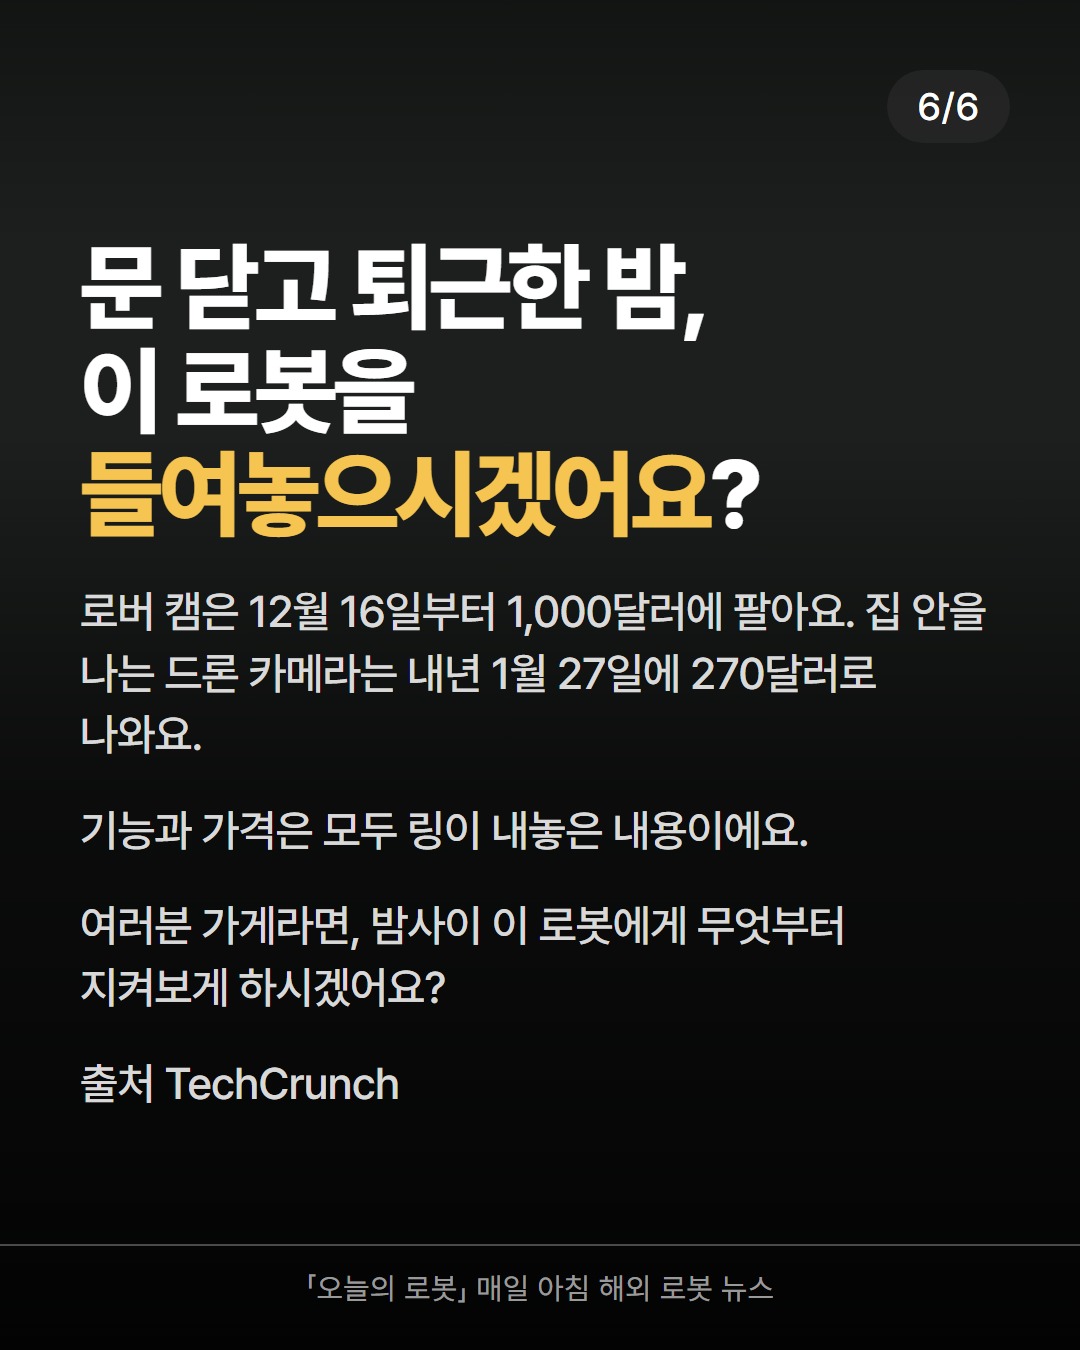 6/6
문 닫고 퇴근한 밤,
이 로봇을
들여놓으시겠어요?
로버 캠은 12월 16일부터 1,000달러에 팔아요. 집 안을
나는 드론 카메라는 내년 1월 27일에 270달러로
나와요.
기능과 가격은 모두 링이 내놓은 내용이에요.
여러분 가게라면, 밤사이 이 로봇에게 무엇부터
지켜보게 하시겠어요?
출처 TechCrunch
「오늘의 로봇」 매일 아침 해외 로봇 뉴스